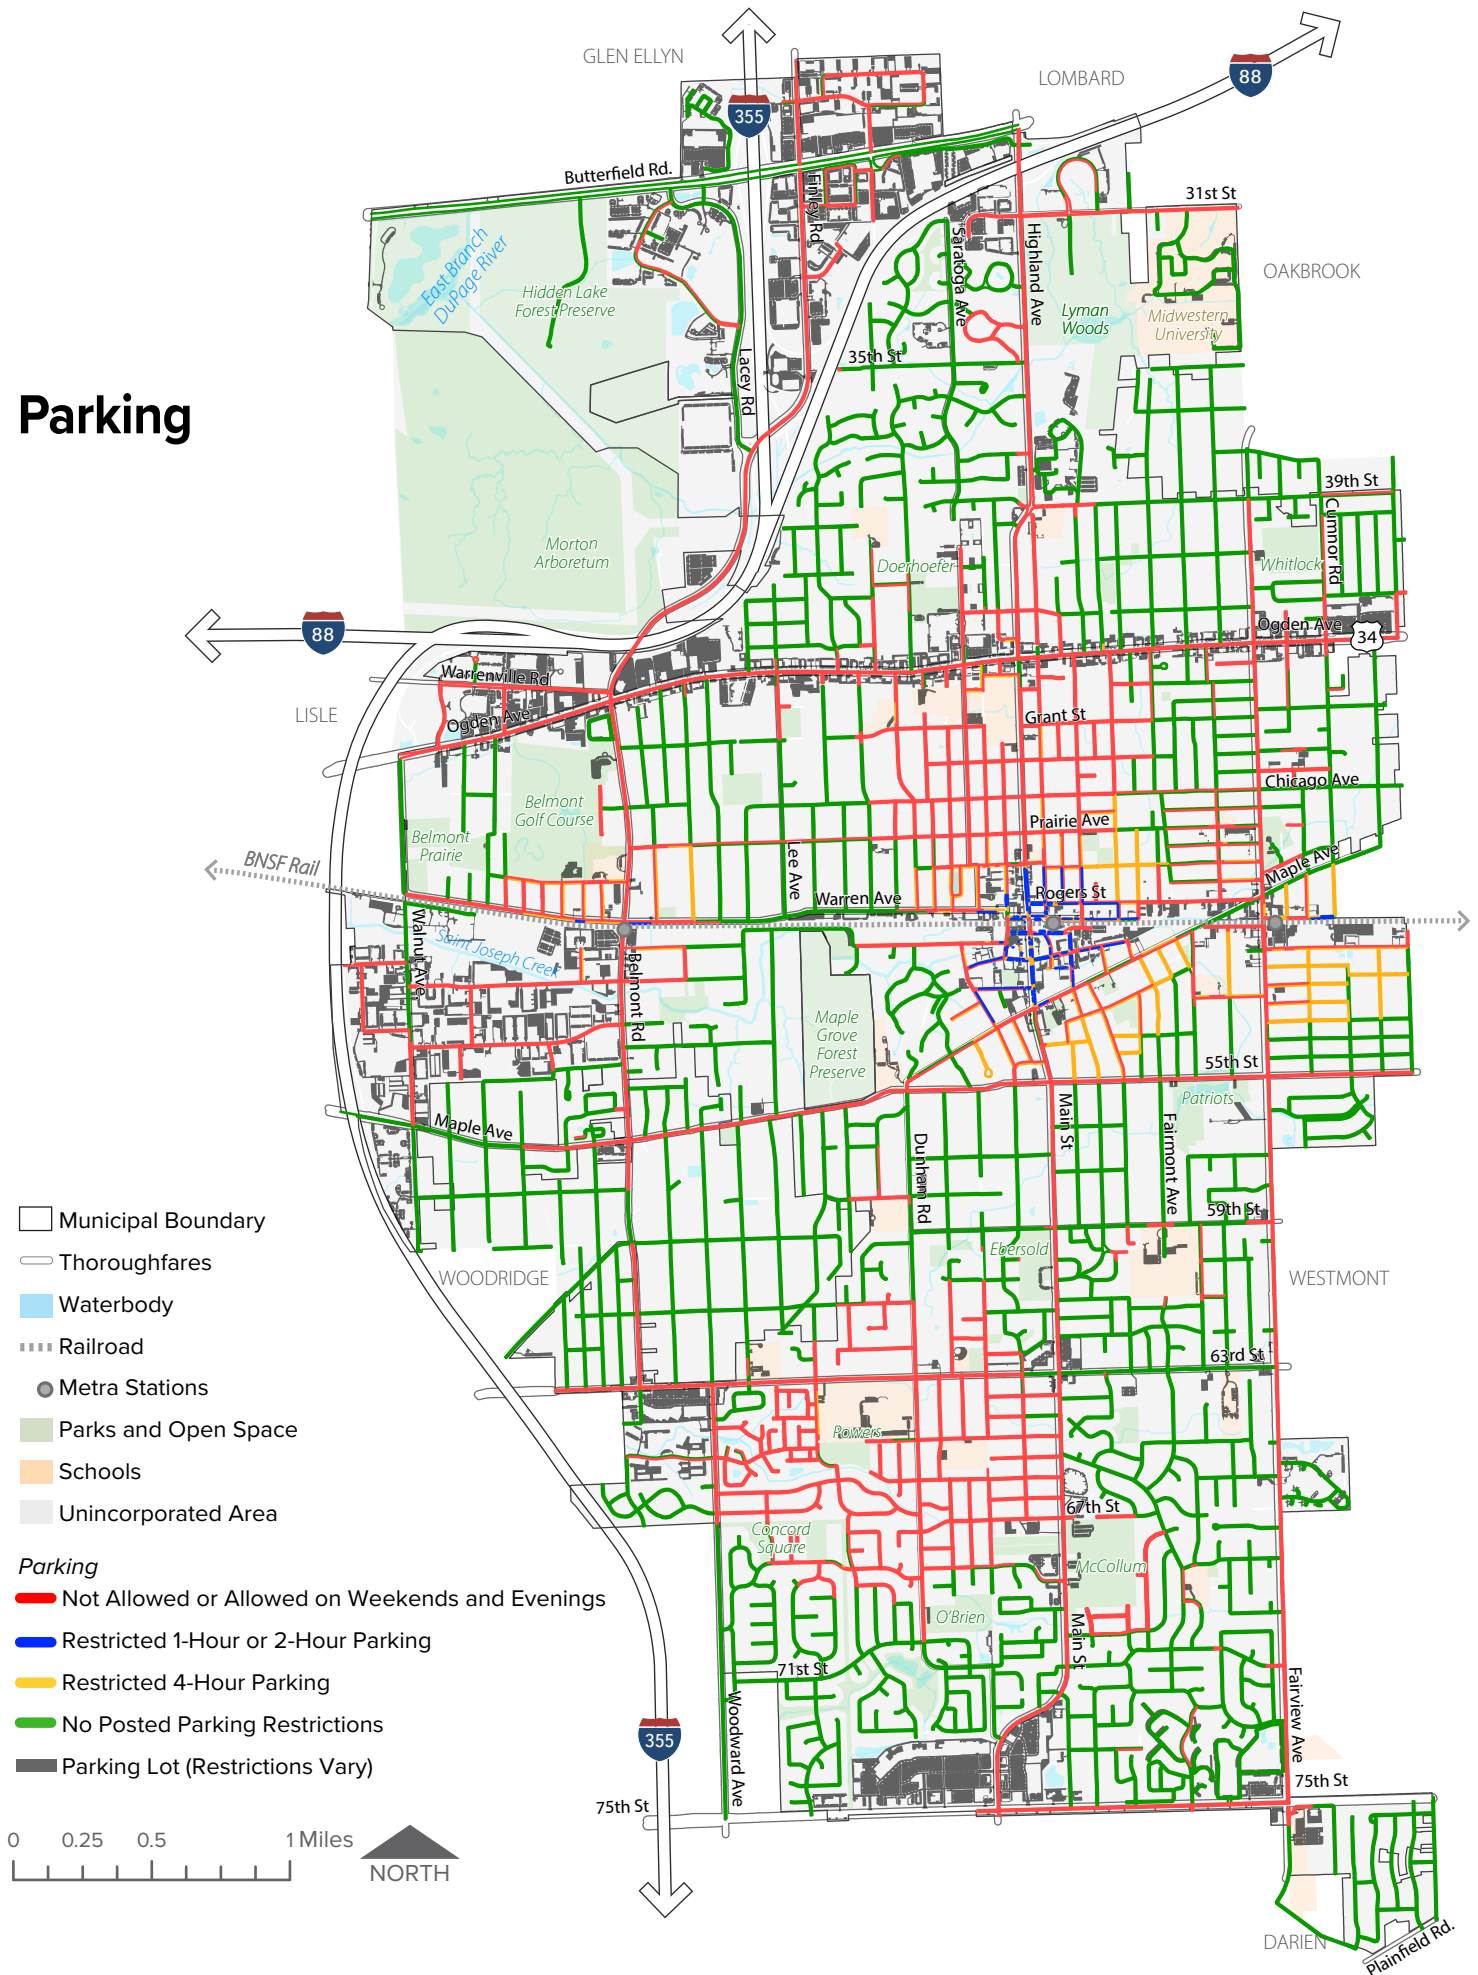 GLEN ELLYN
LOMBARD
88
355
Butterfield Rd.
Finley Rd
31st St
Saratoga Ave
Highland Ave
OAKBROOK
East Branch
DuPage River
Hidden Lake
Forest Preserve
Lyman
Woods
Midwestern
University
35th St
Lacey Rd
Parking
39th St
Cumnor Rd
Morton
Arboretum
Doerhoefer
Whitlock
88
Ogden Ave
34
Warrenville Rd
LISLE
Ogden Ave
Grant St
Chicago Ave
Belmont
Golf Course
Prairie Ave
Belmont
Prairie
BNSF Rail
Lee Ave
Maple Ave
Warren Ave
Rogers St
Walnut Ave
Saint Joseph Creek
Belmont Rd
Maple
Grove
Forest
Preserve
55th St
Patriots
Maple Ave
Main St
Fairmont Ave
Dunham Rd
59th St
Ebersold
WOODRIDGE
WESTMONT
63rd St
Powers
67th St
Concord
Square
McCollum
O'Brien
Main St
71st St
Woodward Ave
Fairview Ave
355
75th St
75th St
DARIEN
Plainfield Rd.
Municipal Boundary
Thoroughfares
Waterbody
Railroad
Metra Stations
Parks and Open Space
Schools
Unincorporated Area
Parking
Not Allowed or Allowed on Weekends and Evenings
Restricted 1-Hour or 2-Hour Parking
Restricted 4-Hour Parking
No Posted Parking Restrictions
Parking Lot (Restrictions Vary)
0 0.25 0.5 1 Miles
NORTH